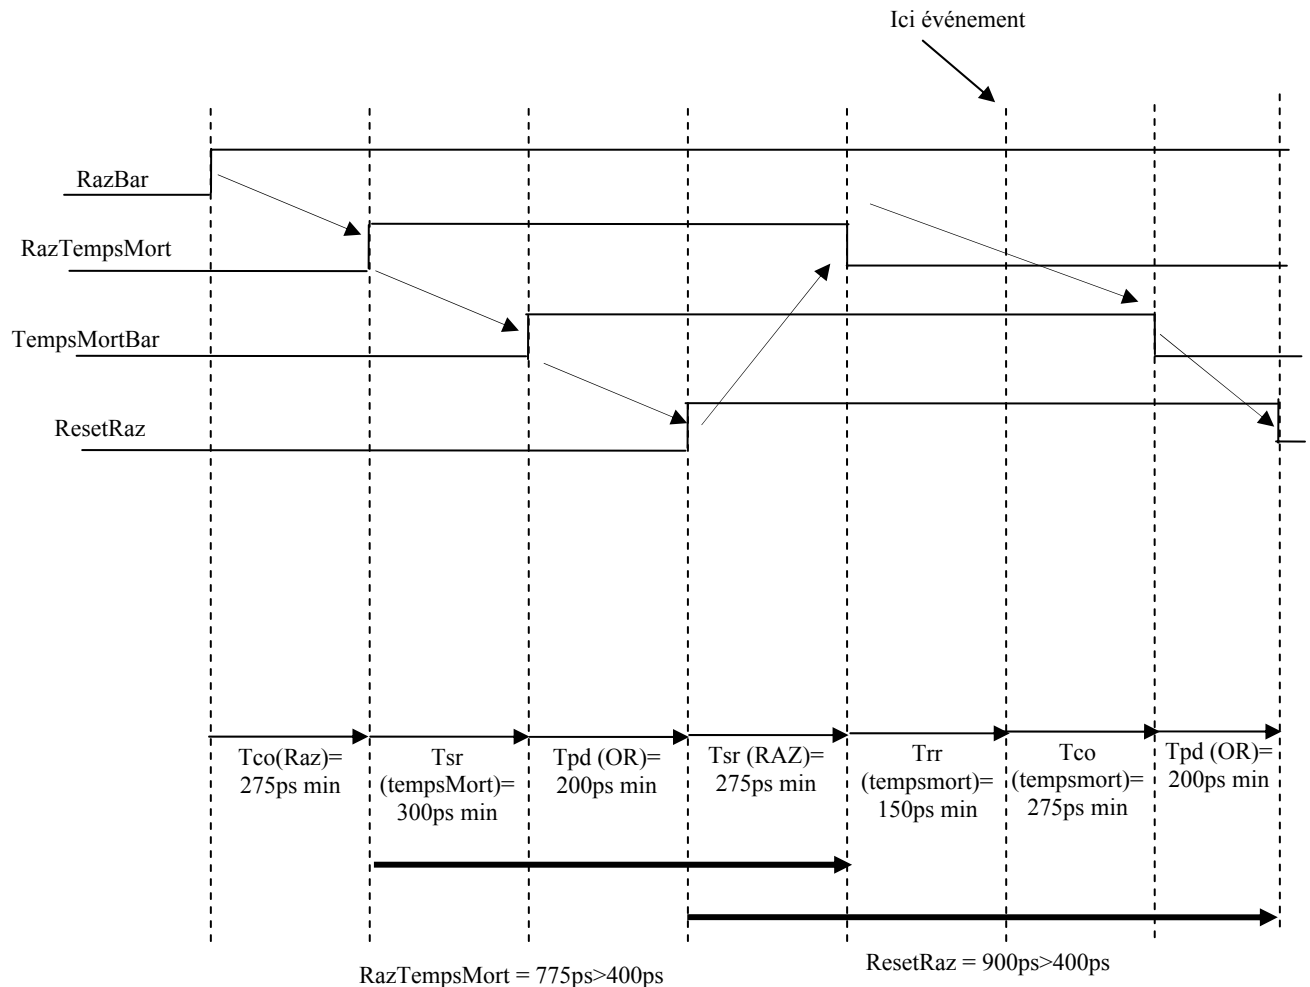 Ici événement
RazBar
RazTempsMort
TempsMortBar
ResetRaz
Tco(Raz)=
275ps min
Tsr
(tempsMort)=
300ps min
Tpd (OR)=
200ps min
Tsr (RAZ)=
275ps min
Trr
(tempsmort)=
150ps min
Tco
(tempsmort)=
275ps min
Tpd (OR)=
200ps min
RazTempsMort = 775ps>400ps
ResetRaz = 900ps>400ps